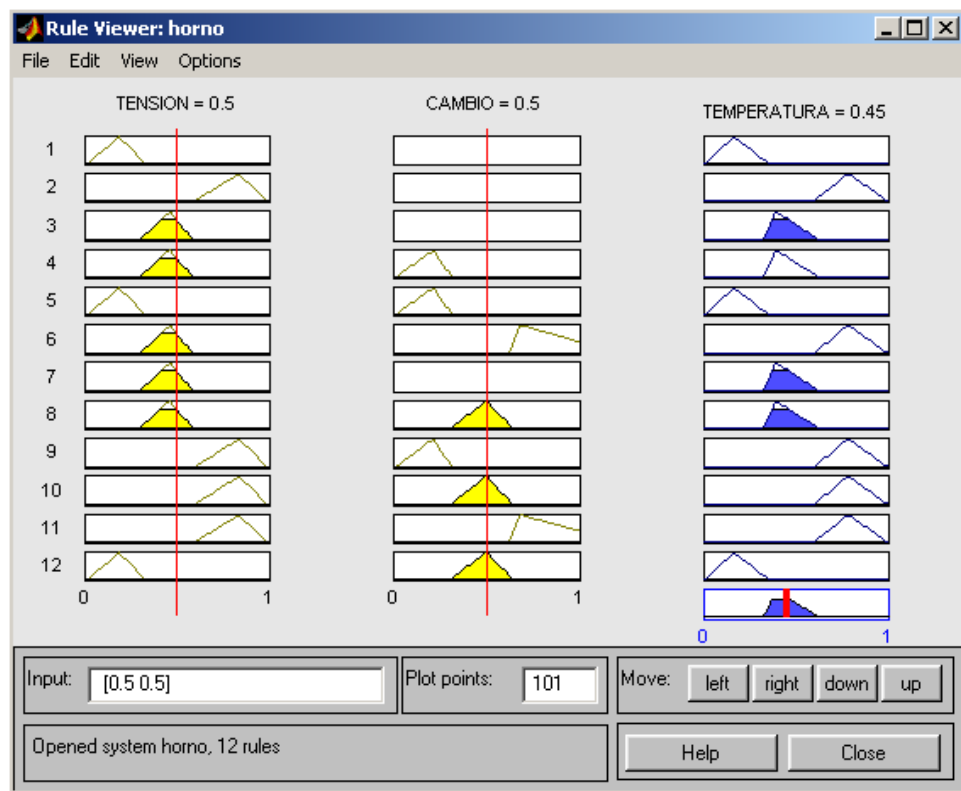 Rule Viewer: horno
File Edit View Options
TENSION = 0.5 CAMBIO = 0.5 TEMPERATURA = 0.45
1
2
3
4
5
6
7
8
9
10
11
12
0 1 0 1
0 1
Input: [0.5 0.5] Plot points: 101 Move: left right down up
Opened system horno, 12 rules Help Close